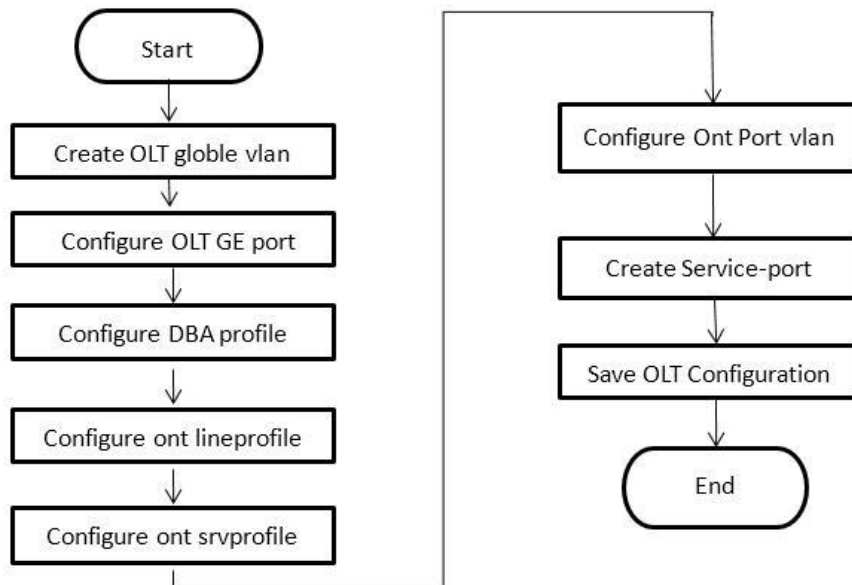 Start
Create OLT globle vlan
Configure OLT GE port
Configure DBA profile
Configure ont lineprofile
Configure ont srvprofile
Configure Ont Port vlan
Create Service-port
Save OLT Configuration
End